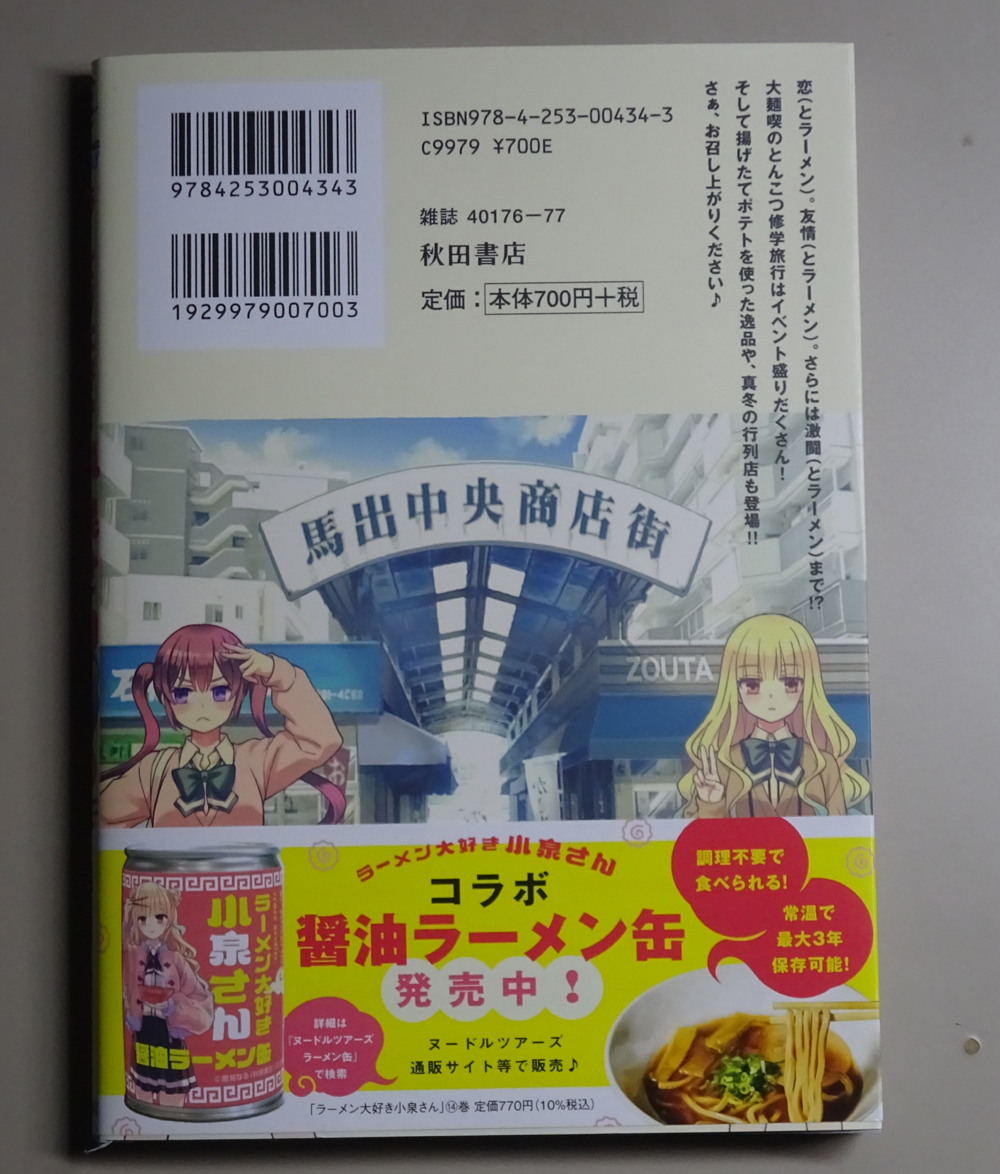 9784253004343
1929979007003
ISBN978-4-253-00434-3
C9979 ¥700E
雑誌 40176-77
秋田書店
定価：本体700円+税
恋(とラーメン)。友情(とラーメン)。さらには激闘(とラーメン)まで!?
大麺喫のとんこつ修学旅行はイベント盛りだくさん！
そして揚げたてポテトを使った逸品や、真冬の行列店も登場!!
さぁ、お召し上がりください♪
馬出中央商店街
ZOUTA
お
ラーメン大好き小泉さん
コラボ
醤油ラーメン缶
発売中！
調理不要で
食べられる！
常温で
最大3年
保存可能！
ラーメン大好き
小泉さん
醤油ラーメン缶
詳細は
「ヌードルツアーズ
ラーメン缶」
で検索
ヌードルツアーズ
通販サイト等で販売♪
「ラーメン大好き小泉さん」⑭巻 定価770円(10%税込)